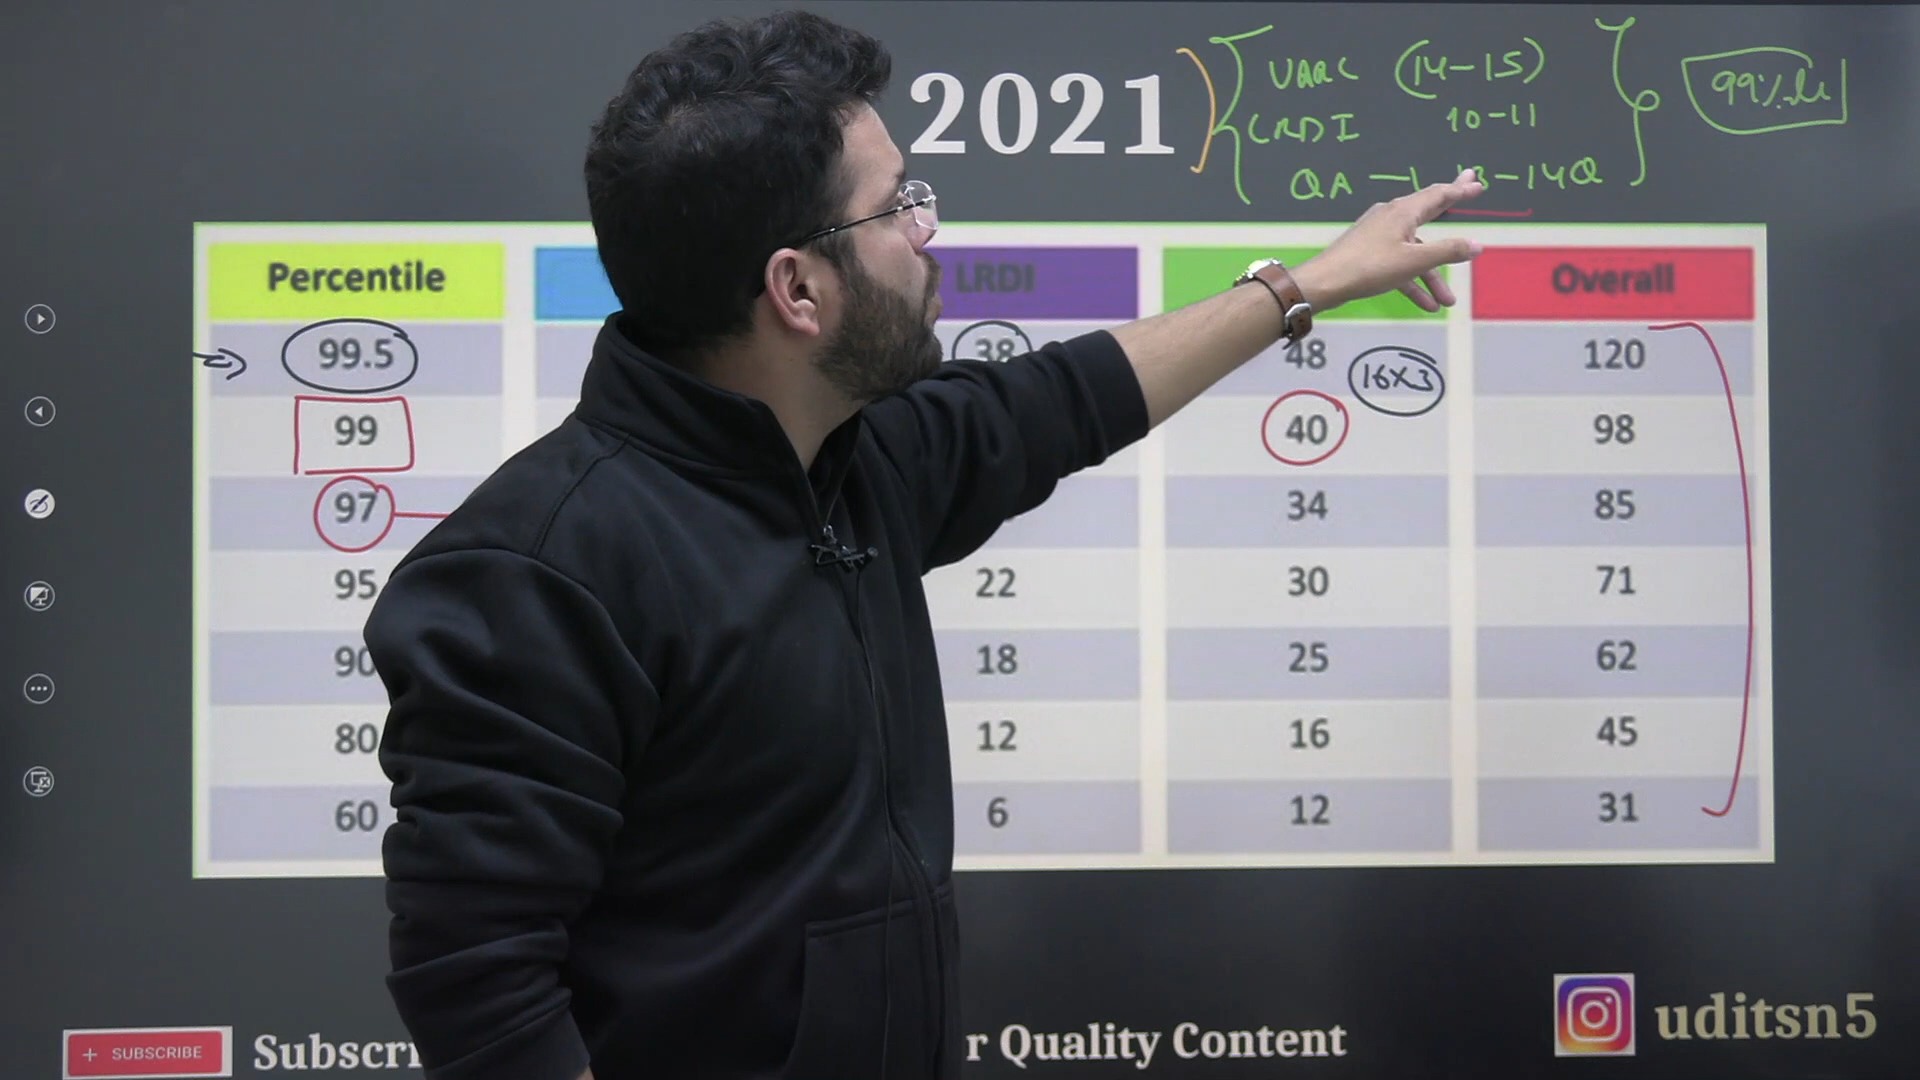 2021
VARC (14-15)
LRDI 10-11
QA - 13-14Q
99%ile
Percentile LRDI Overall
99.5 38 48 16x3 120
99 40 98
97 34 85
95 22 30 71
90 18 25 62
80 12 16 45
60 6 12 31
+ SUBSCRIBE
Quality Content
uditsn5